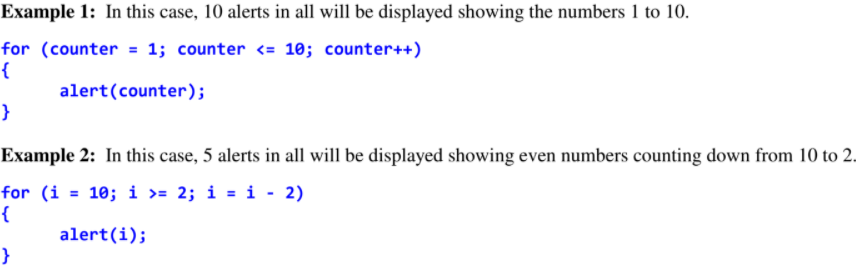 Example 1: In this case, 10 alerts in all will be displayed showing the numbers 1 to 10.
for (counter = 1; counter <= 10; counter++)
{
alert(counter);
}
Example 2: In this case, 5 alerts in all will be displayed showing even numbers counting down from 10 to 2.
for (i = 10; i >= 2; i = i - 2)
{
alert(i);
}